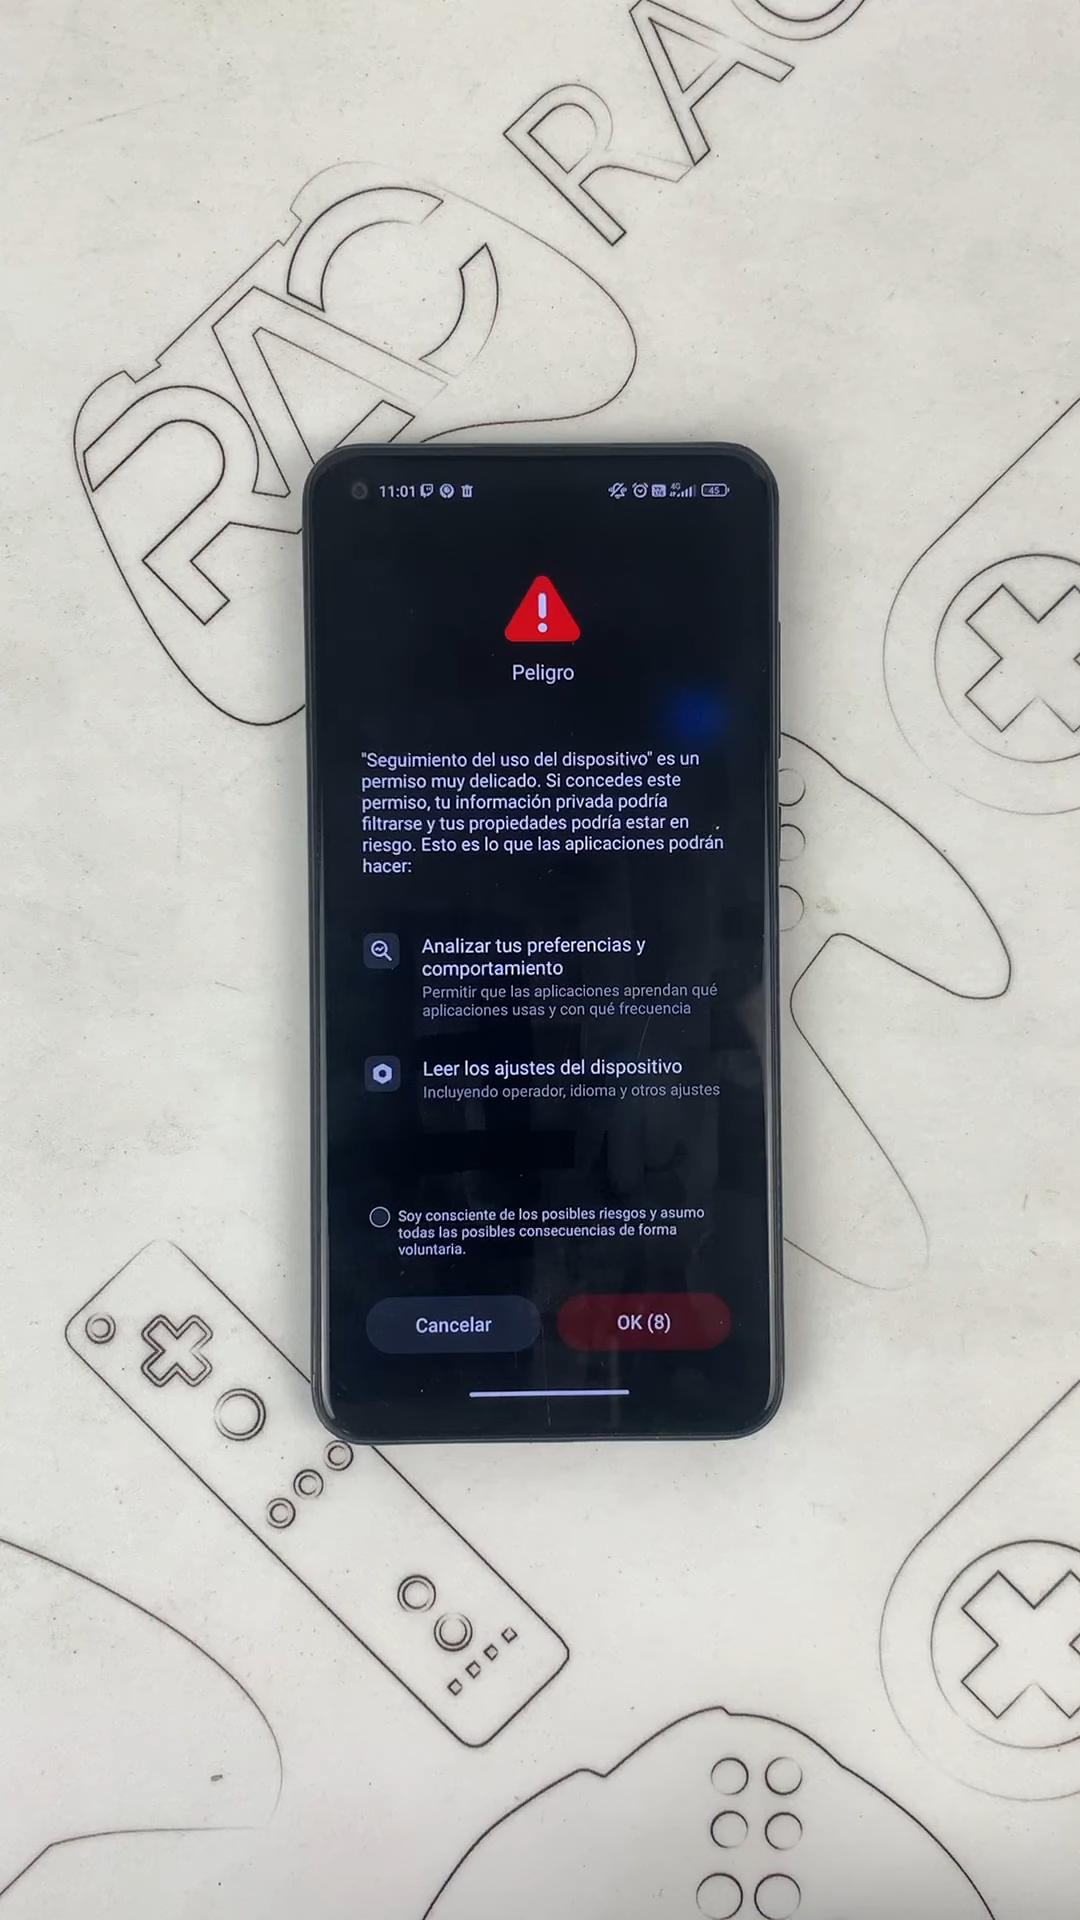 RAC
RAC
11:01
4G
45
Peligro
"Seguimiento del uso del dispositivo" es un
permiso muy delicado. Si concedes este
permiso, tu información privada podría
filtrarse y tus propiedades podría estar en
riesgo. Esto es lo que las aplicaciones podrán
hacer:
Analizar tus preferencias y
comportamiento
Permitir que las aplicaciones aprendan qué
aplicaciones usas y con qué frecuencia
Leer los ajustes del dispositivo
Incluyendo operador, idioma y otros ajustes
Soy consciente de los posibles riesgos y asumo
todas las posibles consecuencias de forma
voluntaria.
Cancelar
OK (8)